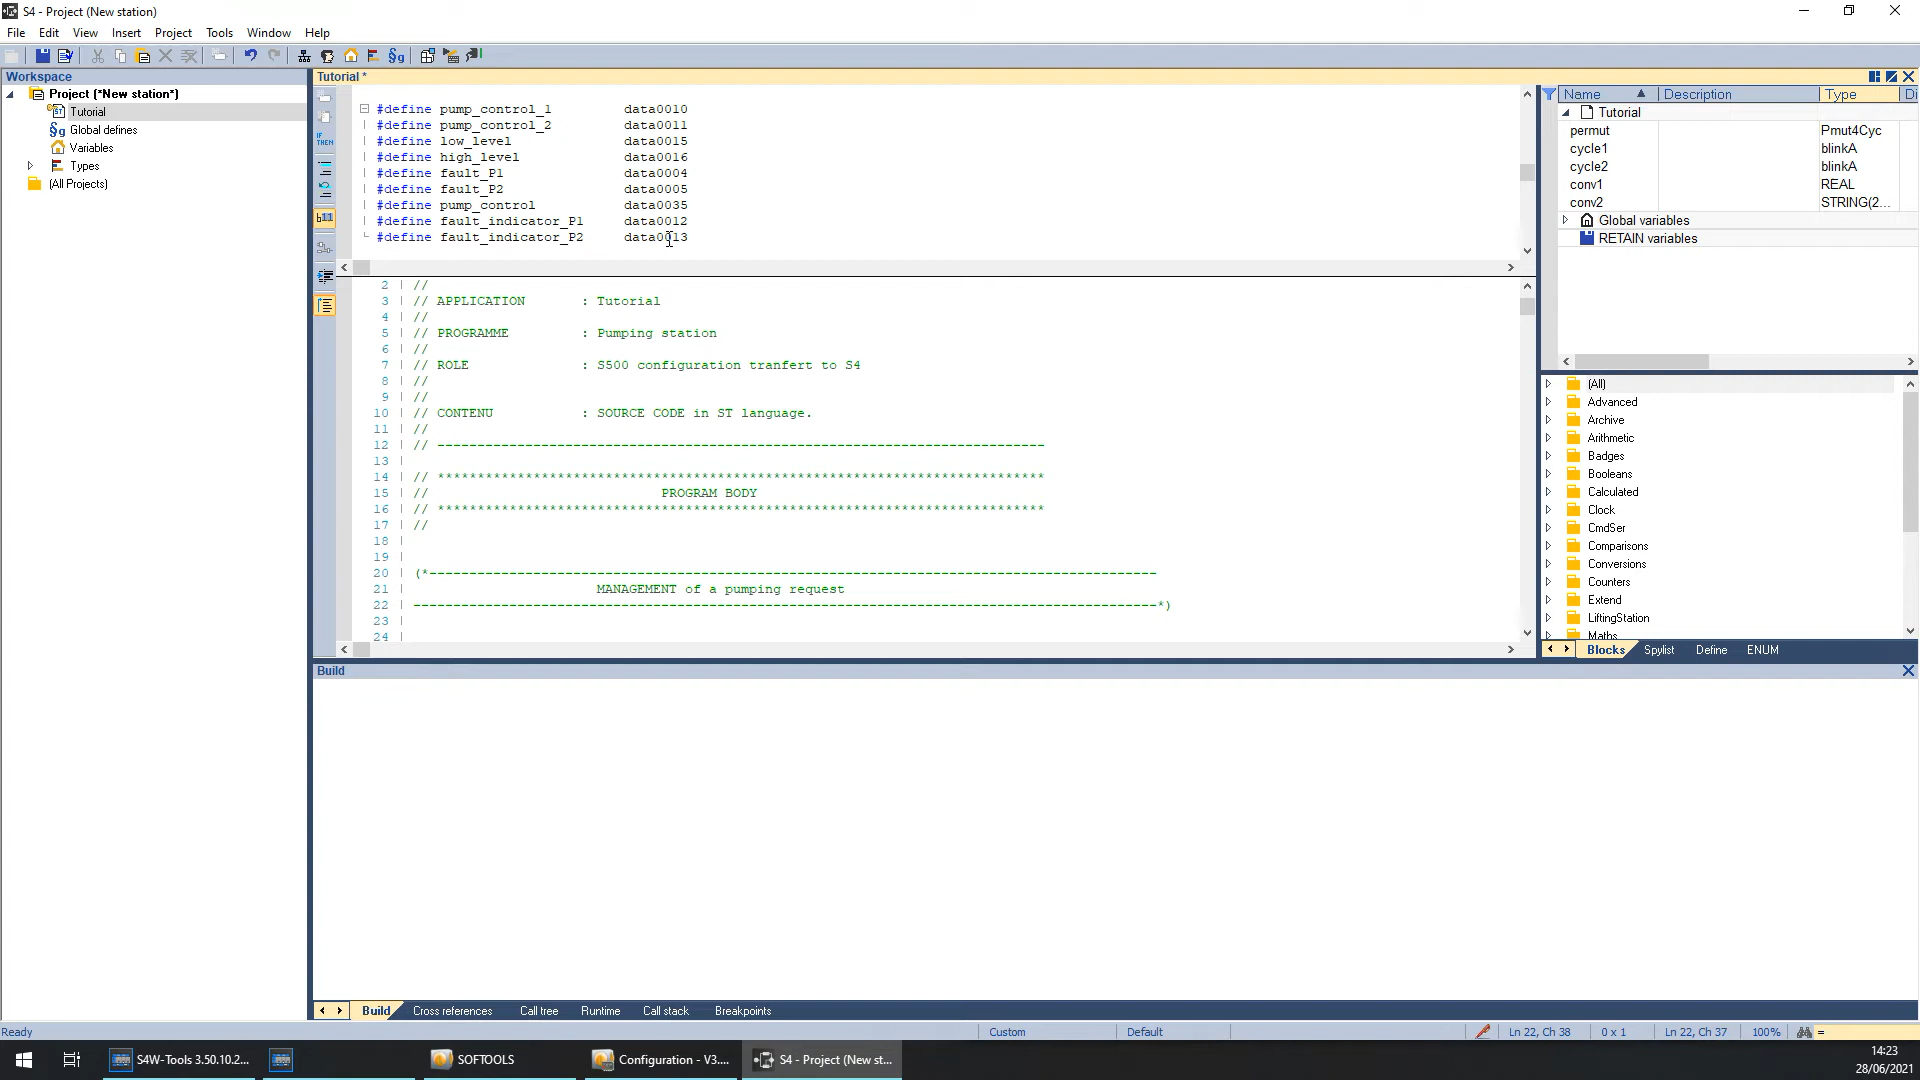 S4 - Project (New station)
File Edit View Insert Project Tools Window Help
Workspace
Project (*New station*)
Tutorial
Global defines
Variables
Types
(All Projects)
Tutorial *
#define pump_control_1 data0010
#define pump_control_2 data0011
#define low_level data0015
#define high_level data0016
#define fault_P1 data0004
#define fault_P2 data0005
#define pump_control data0035
#define fault_indicator_P1 data0012
#define fault_indicator_P2 data0013
2 //
3 // APPLICATION : Tutorial
4 //
5 // PROGRAMME : Pumping station
6 //
7 // ROLE : S500 configuration tranfert to S4
8 //
9 //
10 // CONTENU : SOURCE CODE in ST language.
11 //
12 // ----------------------------------------------------------------------------
13
14 // ****************************************************************************
15 // PROGRAM BODY
16 // ****************************************************************************
17 //
18
19
20 (*-------------------------------------------------------------------------------------------
21 MANAGEMENT of a pumping request
22 ---------------------------------------------------------------------------------------------*)
23
24
Name Description Type Di
Tutorial
permut Pmut4Cyc
cycle1 blinkA
cycle2 blinkA
conv1 REAL
conv2 STRING(2...
Global variables
RETAIN variables
(All)
Advanced
Archive
Arithmetic
Badges
Booleans
Calculated
Clock
CmdSer
Comparisons
Conversions
Counters
Extend
LiftingStation
Maths
Blocks Spylist Define ENUM
Build
Build Cross references Call tree Runtime Call stack Breakpoints
Ready Custom Default Ln 22, Ch 38 0 x 1 Ln 22, Ch 37 100% =
S4W-Tools 3.50.10.2... SOFTOOLS Configuration - V3.... S4 - Project (New st...
14:23
28/06/2021